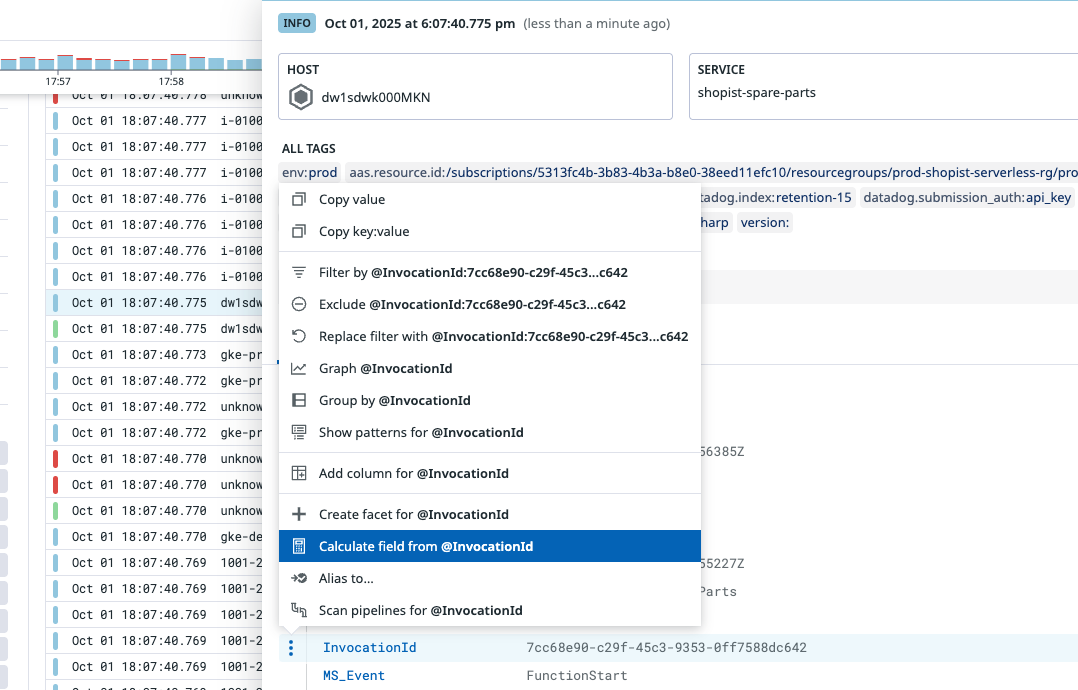 INFO Oct 01, 2025 at 6:07:40.775 pm (less than a minute ago)
HOST
dw1sdwk000MKN
SERVICE
shopist-spare-parts
ALL TAGS
env:prod aas.resource.id:/subscriptions/5313fc4b-3b83-4b3a-b8e0-38eed11efc10/resourcegroups/prod-shopist-serverless-rg/pro
tadog.index:retention-15 datadog.submission_auth:api_key
harp version:
Copy value
Copy key:value
Filter by @InvocationId:7cc68e90-c29f-45c3...c642
Exclude @InvocationId:7cc68e90-c29f-45c3...c642
Replace filter with @InvocationId:7cc68e90-c29f-45c3...c642
Graph @InvocationId
Group by @InvocationId
Show patterns for @InvocationId
Add column for @InvocationId
Create facet for @InvocationId
Calculate field from @InvocationId
Alias to...
Scan pipelines for @InvocationId
56385Z
55227Z
Parts
InvocationId 7cc68e90-c29f-45c3-9353-0ff7588dc642
MS_Event FunctionStart
17:57 17:58
Oct 01 18:07:40.778 unknow
Oct 01 18:07:40.777 i-0100
Oct 01 18:07:40.777 i-0100
Oct 01 18:07:40.777 i-0100
Oct 01 18:07:40.776 i-0100
Oct 01 18:07:40.776 i-0100
Oct 01 18:07:40.776 i-0100
Oct 01 18:07:40.776 i-0100
Oct 01 18:07:40.775 dw1sdw
Oct 01 18:07:40.775 dw1sdw
Oct 01 18:07:40.773 gke-pr
Oct 01 18:07:40.772 gke-pr
Oct 01 18:07:40.772 unknow
Oct 01 18:07:40.772 gke-pr
Oct 01 18:07:40.770 unknow
Oct 01 18:07:40.770 unknow
Oct 01 18:07:40.770 unknow
Oct 01 18:07:40.770 gke-de
Oct 01 18:07:40.769 1001-2
Oct 01 18:07:40.769 1001-2
Oct 01 18:07:40.769 1001-2
Oct 01 18:07:40.769 1001-2
Oct 01 18:07:40.769 1001-2